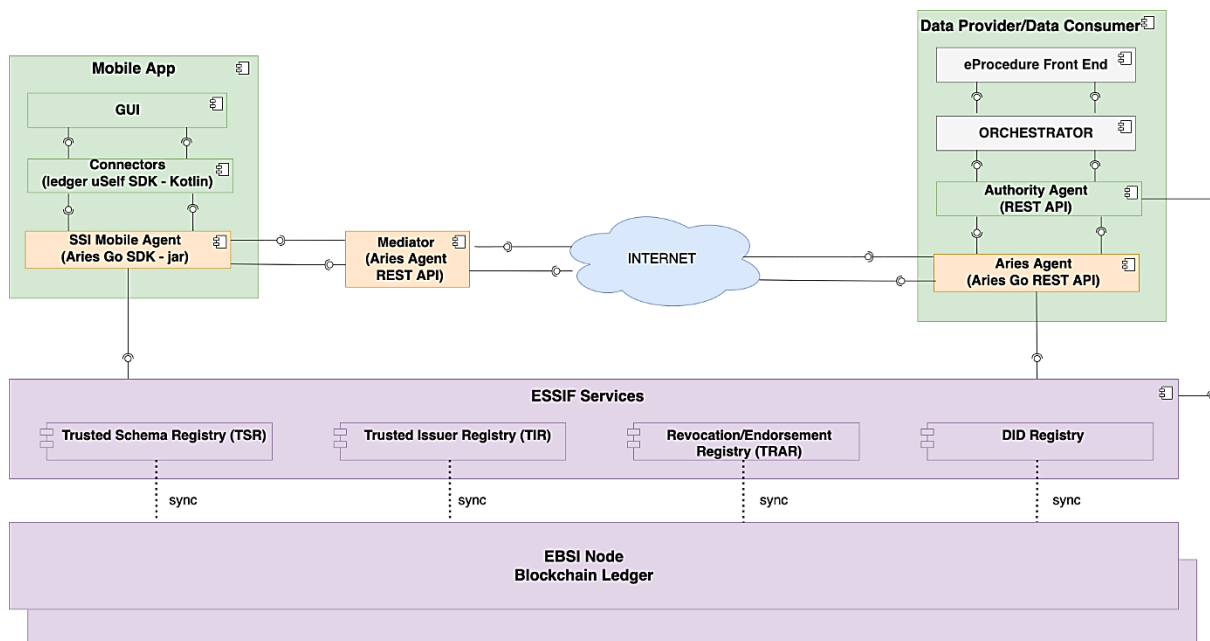 Data Provider/Data Consumer
eProcedure Front End
ORCHESTRATOR
Authority Agent
(REST API)
Aries Agent
(Aries Go REST API)
Mobile App
GUI
Connectors
(ledger uSelf SDK - Kotlin)
SSI Mobile Agent
(Aries Go SDK - jar)
Mediator
(Aries Agent
REST API)
INTERNET
ESSIF Services
Trusted Schema Registry (TSR)
Trusted Issuer Registry (TIR)
Revocation/Endorsement
Registry (TRAR)
DID Registry
sync
sync
sync
sync
EBSI Node
Blockchain Ledger